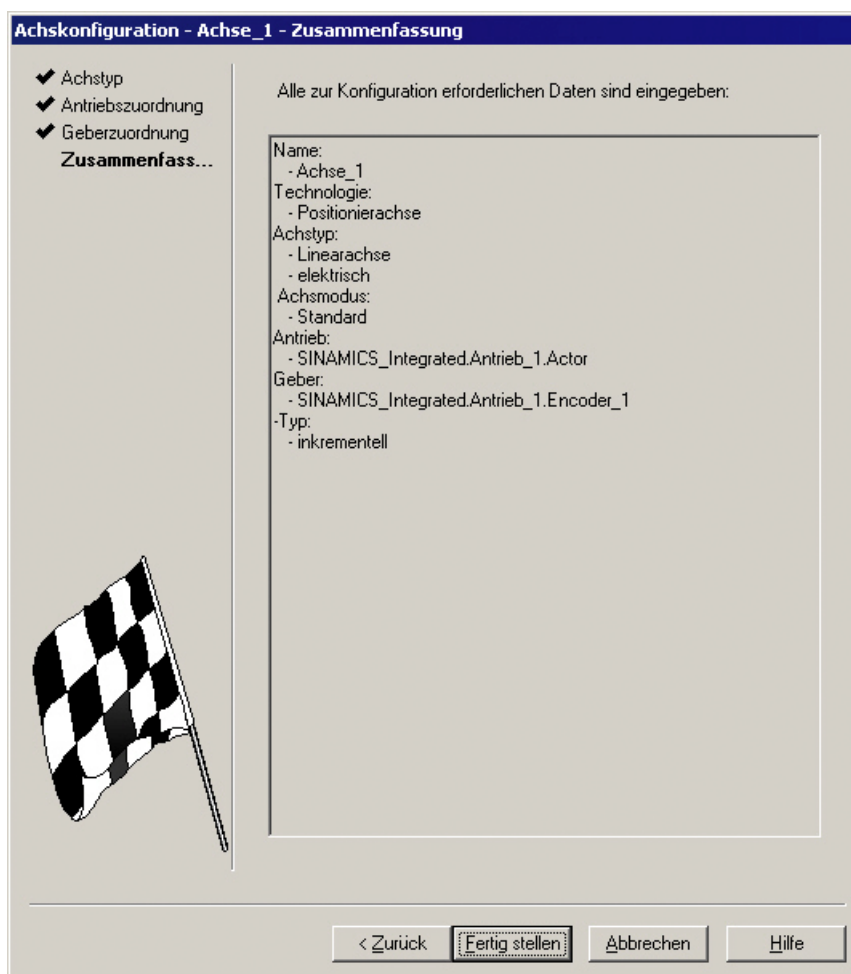 Achskonfiguration - Achse_1 - Zusammenfassung
Achstyp
Antriebszuordnung
Geberzuordnung
Zusammenfass...
Alle zur Konfiguration erforderlichen Daten sind eingegeben:
Name:
- Achse_1
Technologie:
- Positionierachse
Achstyp:
- Linearachse
- elektrisch
Achsmodus:
- Standard
Antrieb:
- SINAMICS_Integrated.Antrieb_1.Actor
Geber:
- SINAMICS_Integrated.Antrieb_1.Encoder_1
-Typ:
- inkrementell
< Zurück
Fertig stellen
Abbrechen
Hilfe